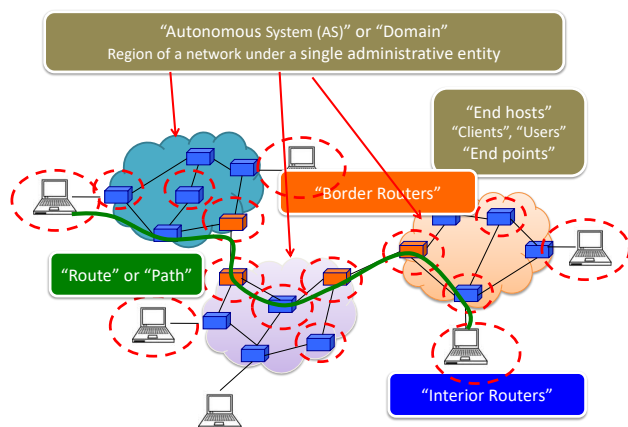 “Autonomous System (AS)” or “Domain”
Region of a network under a single administrative entity
“End hosts”
“Clients”, “Users”
“End points”
“Border Routers”
“Route” or “Path”
“Interior Routers”